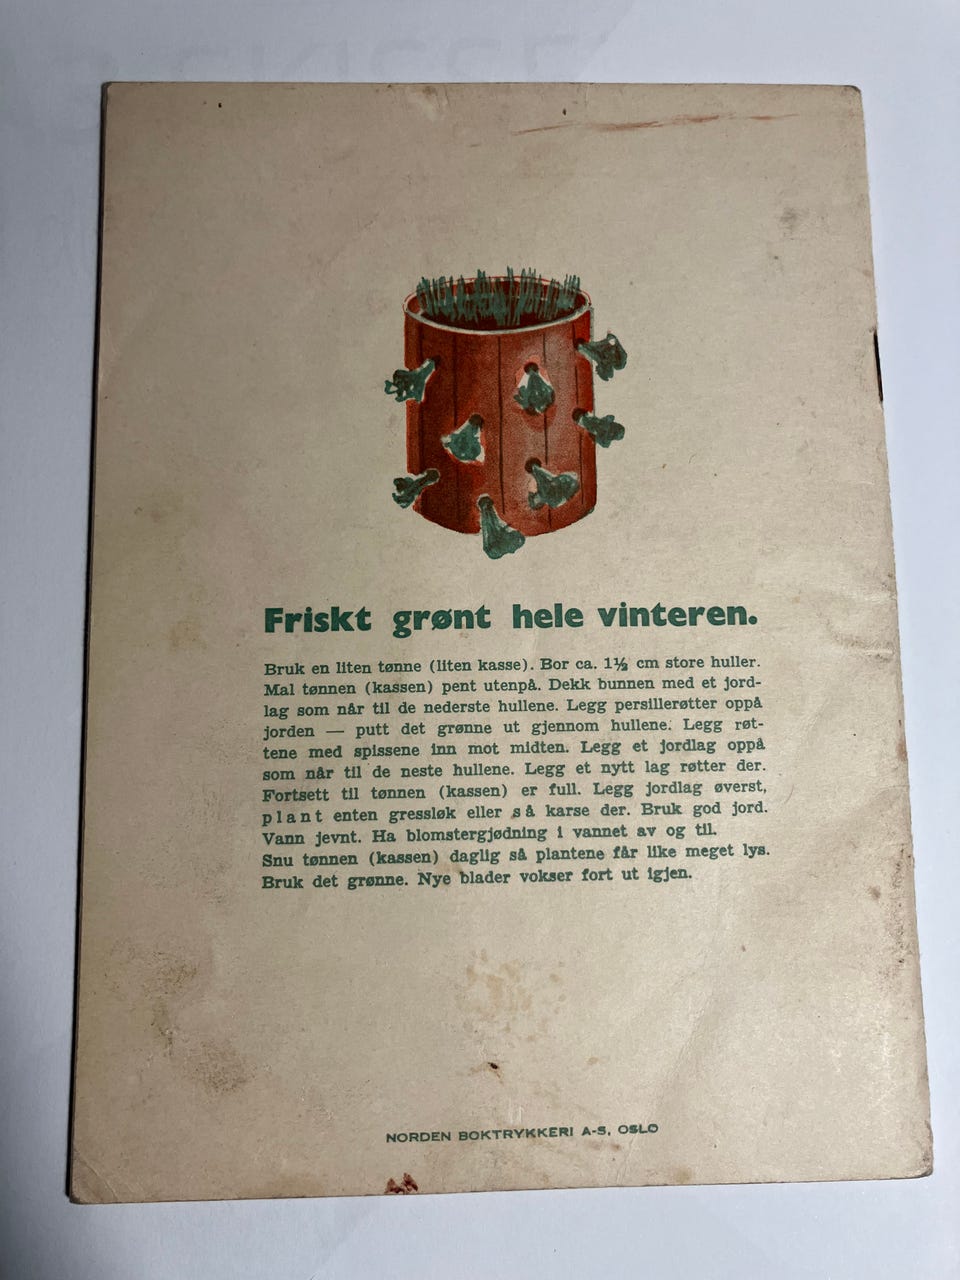 Friskt grønt hele vinteren.
Bruk en liten tønne (liten kasse). Bor ca. 1½ cm store huller.
Mal tønnen (kassen) pent utenpå. Dekk bunnen med et jord-
lag som når til de nederste hullene. Legg persillerøtter oppå
jorden — putt det grønne ut gjennom hullene. Legg røt-
tene med spissene inn mot midten. Legg et jordlag oppå
som når til de neste hullene. Legg et nytt lag røtter der.
Fortsett til tønnen (kassen) er full. Legg jordlag øverst,
plant enten gressløk eller så karse der. Bruk god jord.
Vann jevnt. Ha blomstergjødning i vannet av og til.
Snu tønnen (kassen) daglig så plantene får like meget lys.
Bruk det grønne. Nye blader vokser fort ut igjen.
NORDEN BOKTRYKKERI A-S, OSLO